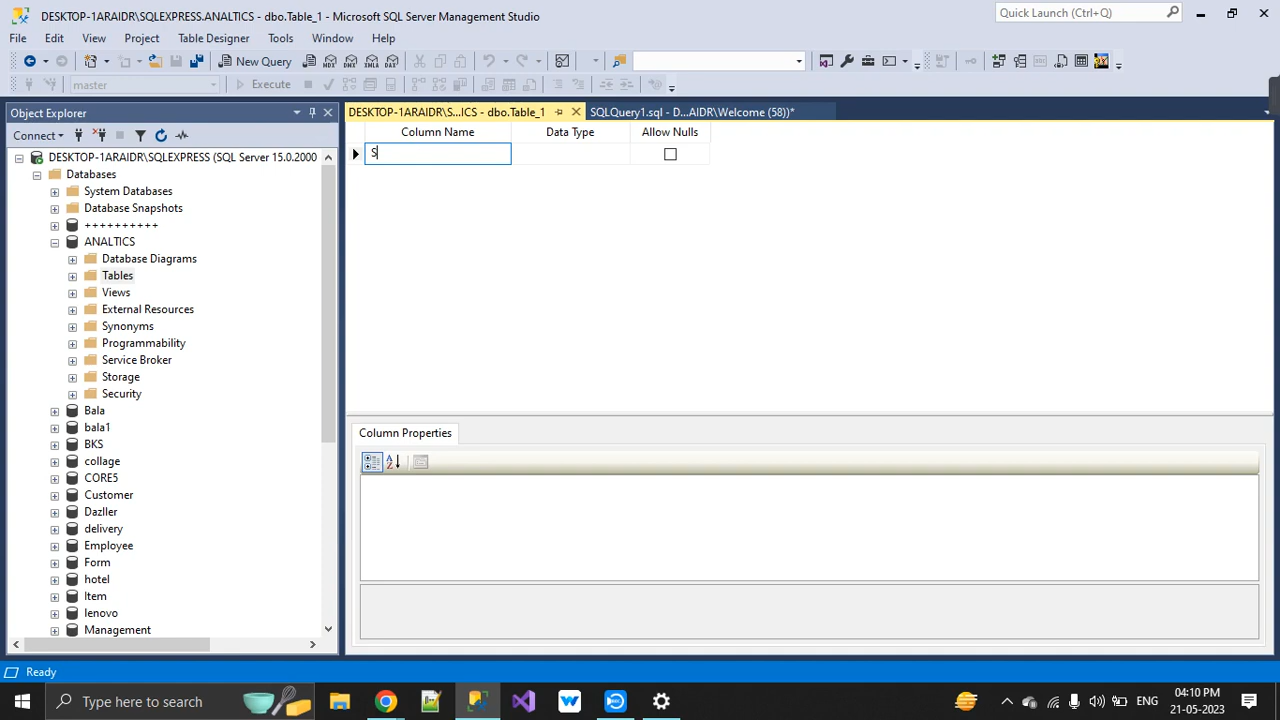 DESKTOP-1ARAIDR\SQLEXPRESS.ANALTICS - dbo.Table_1 - Microsoft SQL Server Management Studio
Quick Launch (Ctrl+Q)
File Edit View Project Table Designer Tools Window Help
New Query
MDX DMX XMLA DAX
master
Execute
Object Explorer
DESKTOP-1ARAIDR\S...ICS - dbo.Table_1
SQLQuery1.sql - D...AIDR\Welcome (58))*
Connect
Column Name Data Type Allow Nulls
S
DESKTOP-1ARAIDR\SQLEXPRESS (SQL Server 15.0.2000
Databases
System Databases
Database Snapshots
++++++++++
ANALTICS
Database Diagrams
Tables
Views
External Resources
Synonyms
Programmability
Service Broker
Storage
Security
Bala
bala1
BKS
collage
CORE5
Customer
Dazller
delivery
Employee
Form
hotel
Item
lenovo
Management
Column Properties
Ready
Type here to search
ENG
04:10 PM
21-05-2023